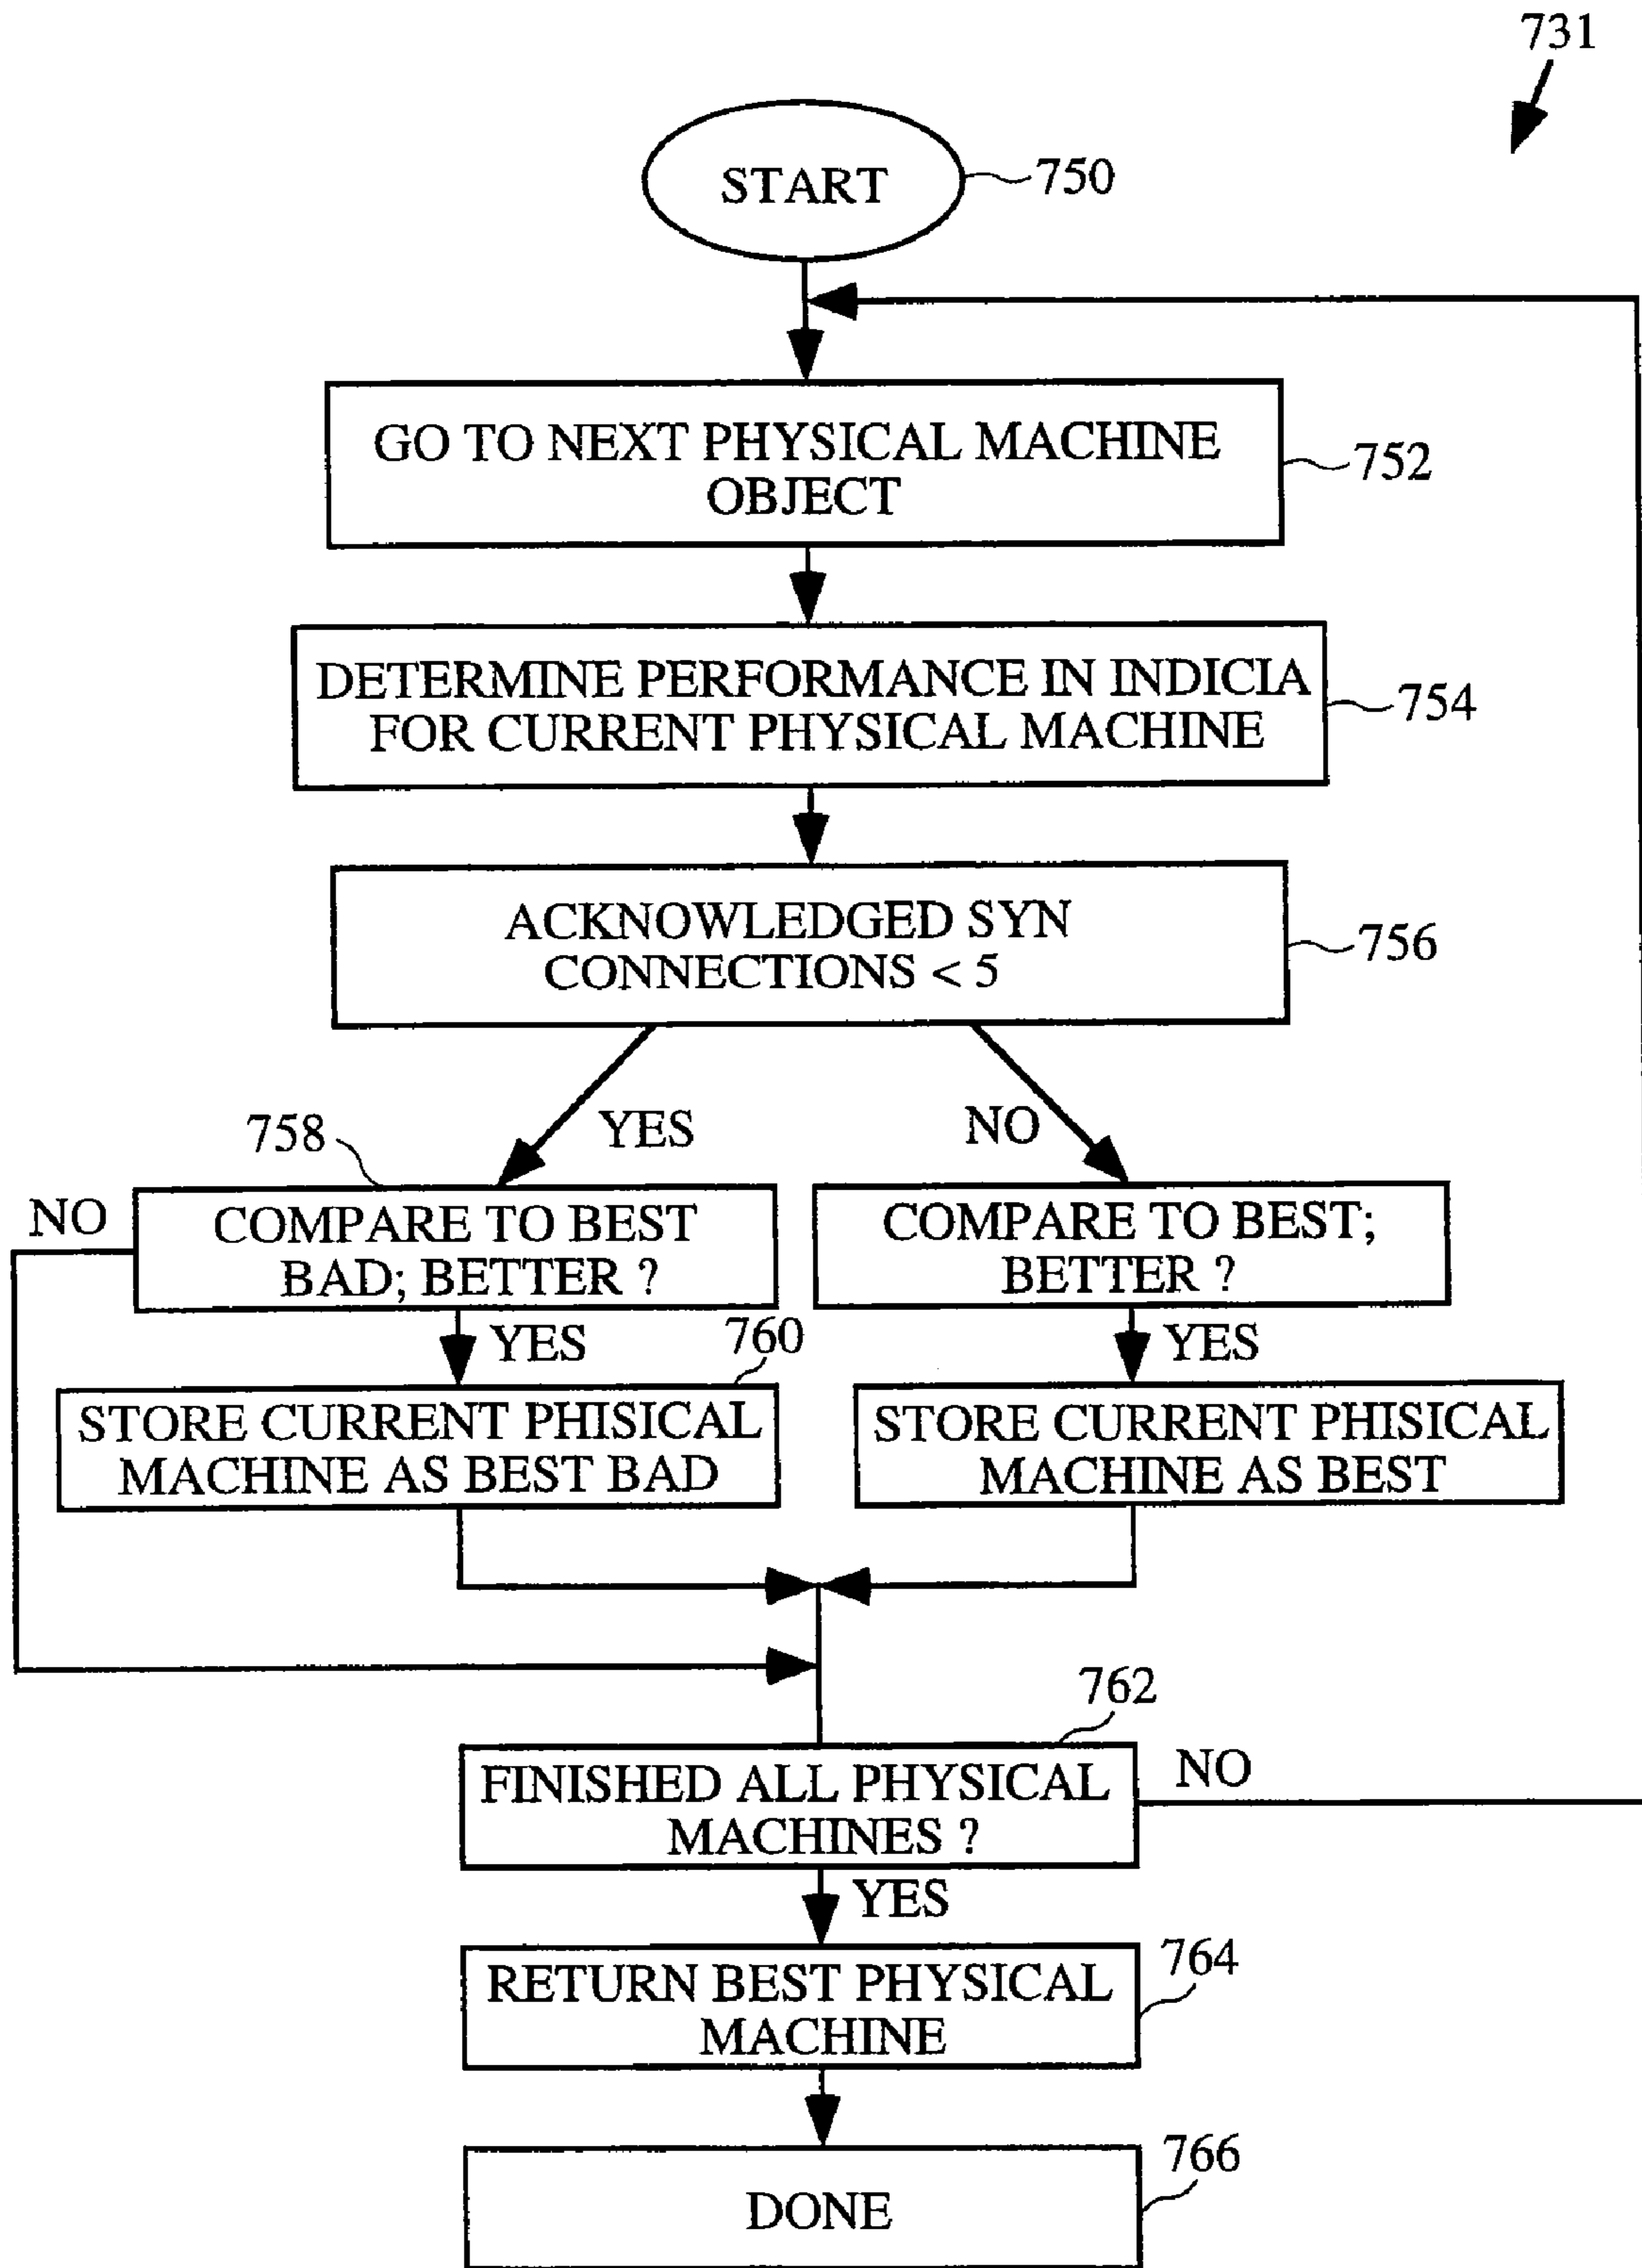 731
START
750
GO TO NEXT PHYSICAL MACHINE
OBJECT
752
DETERMINE PERFORMANCE IN INDICIA
FOR CURRENT PHYSICAL MACHINE
754
ACKNOWLEDGED SYN
CONNECTIONS < 5
756
YES
NO
758
NO
COMPARE TO BEST
BAD; BETTER ?
COMPARE TO BEST;
BETTER ?
YES
760
YES
STORE CURRENT PHISICAL
MACHINE AS BEST BAD
STORE CURRENT PHISICAL
MACHINE AS BEST
762
FINISHED ALL PHYSICAL
MACHINES ?
NO
YES
RETURN BEST PHYSICAL
MACHINE
764
DONE
766